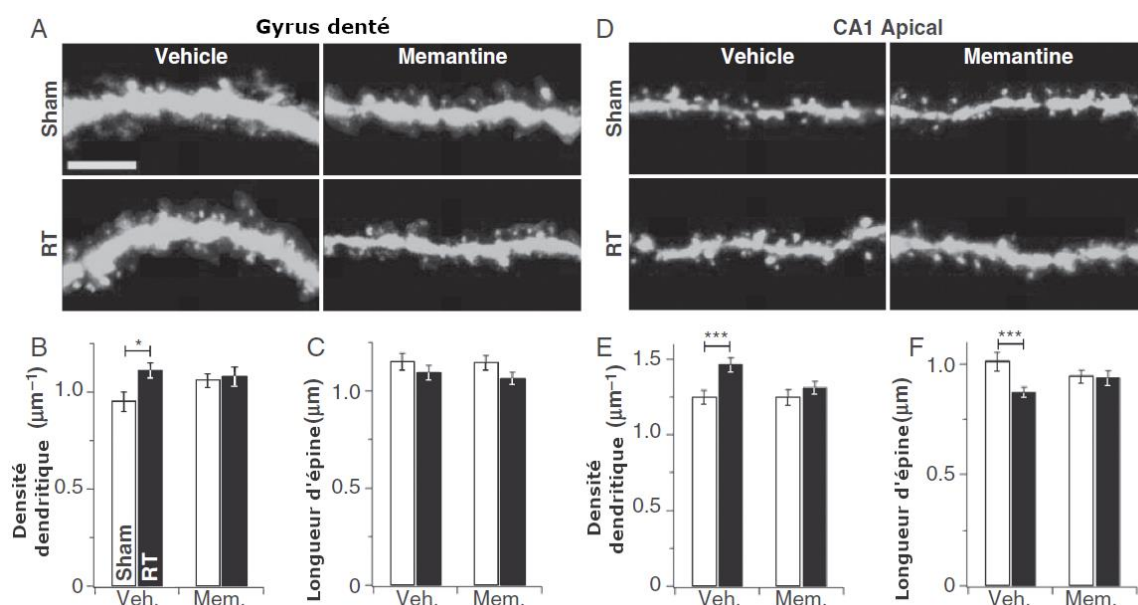 A
Gyrus denté
Vehicle
Memantine
Sham
RT
D
CA1 Apical
Vehicle
Memantine
Sham
RT
B
*
Densité
dendritique (μm⁻¹)
1.0
0.5
0
Sham
RT
Veh.
Mem.
C
Longueur d'épine(μm)
1.0
0.5
0
Veh.
Mem.
E
***
Densité
dendritique (μm⁻¹)
1.5
1.0
0.5
0
Veh.
Mem.
F
***
Longueur d'épine(μm)
1.0
0.5
0
Veh.
Mem.